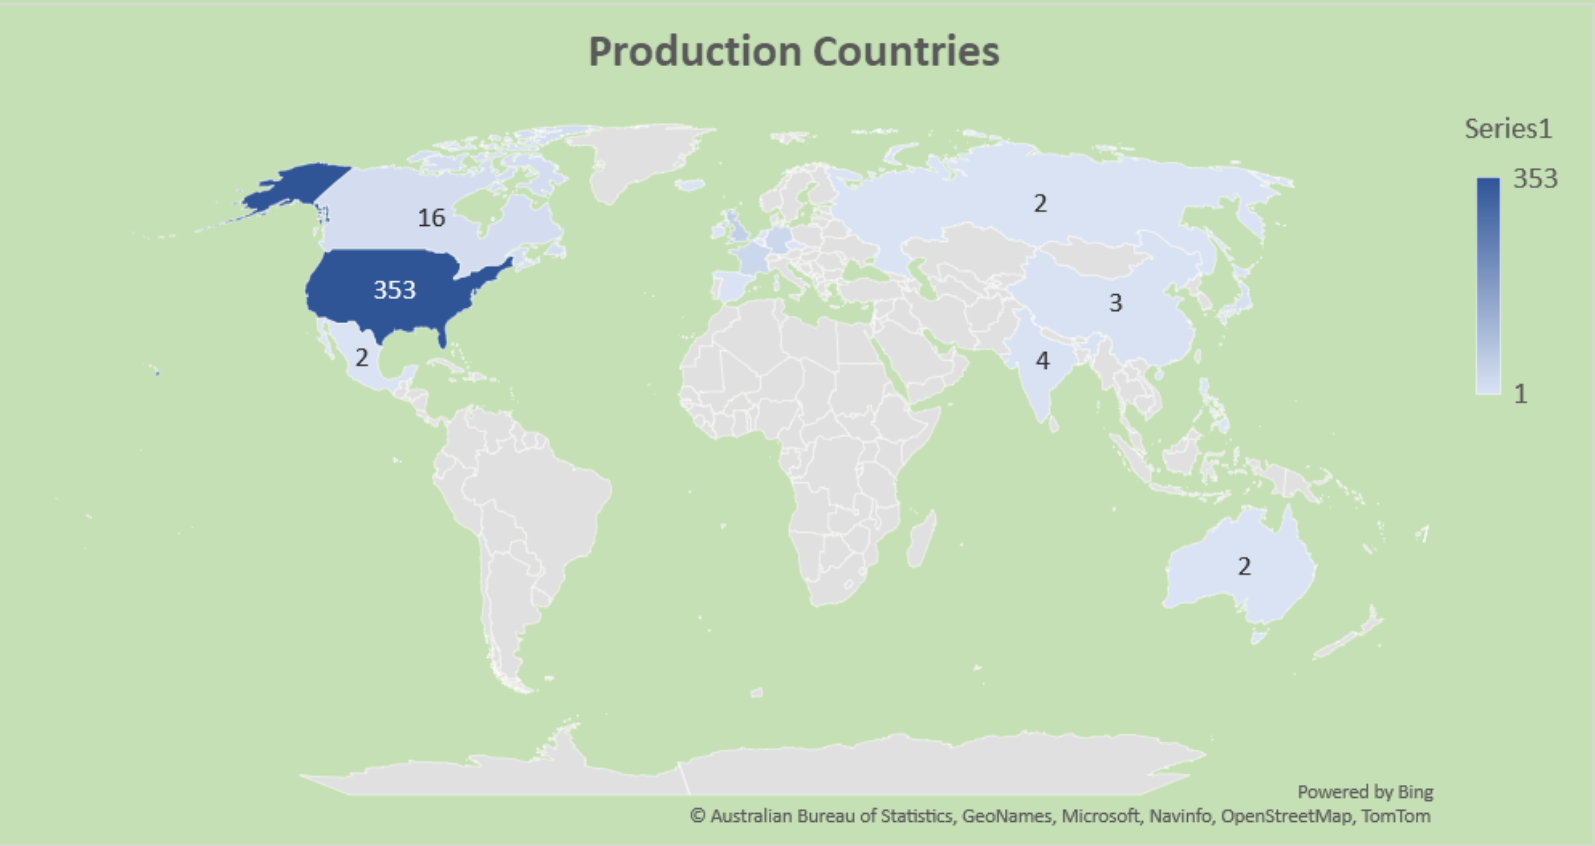 Production Countries
Series1
353
1
16
353
2
2
3
4
2
Powered by Bing
© Australian Bureau of Statistics, GeoNames, Microsoft, Navinfo, OpenStreetMap, TomTom